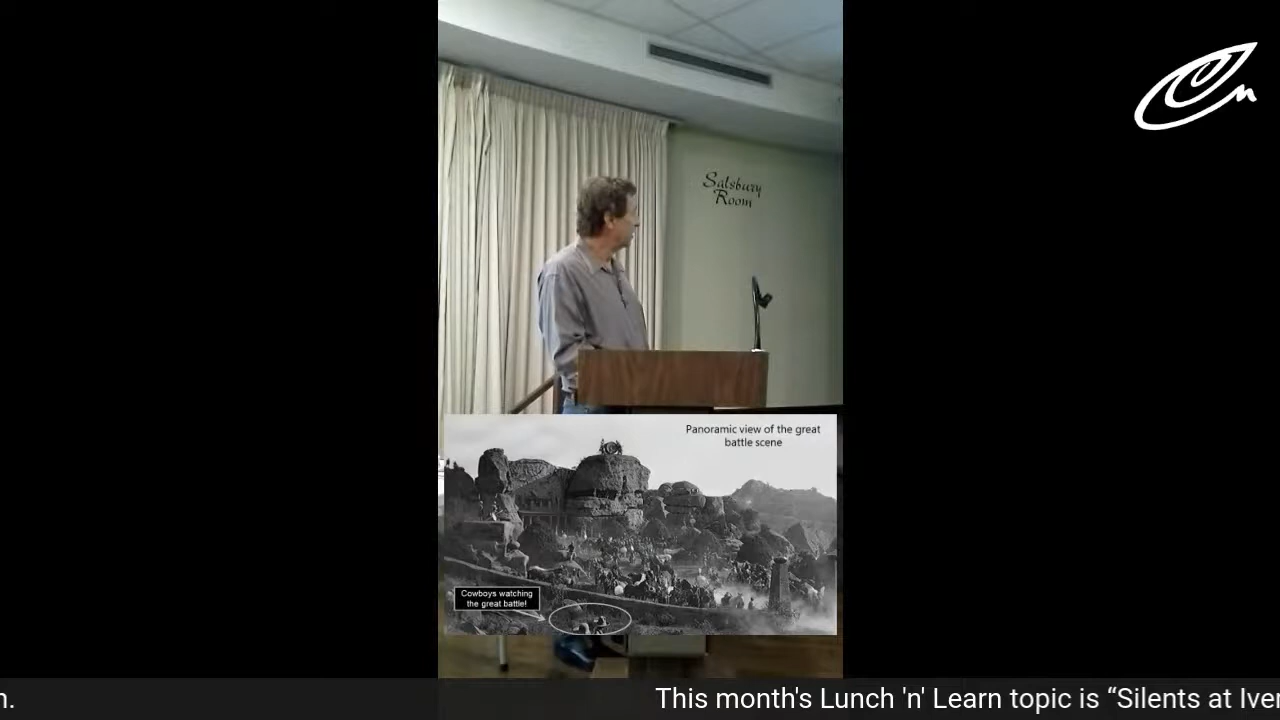 Salsbury
Room
Panoramic view of the great
battle scene
Cowboys watching
the great battle!
n.
This month's Lunch 'n' Learn topic is “Silents at Iver